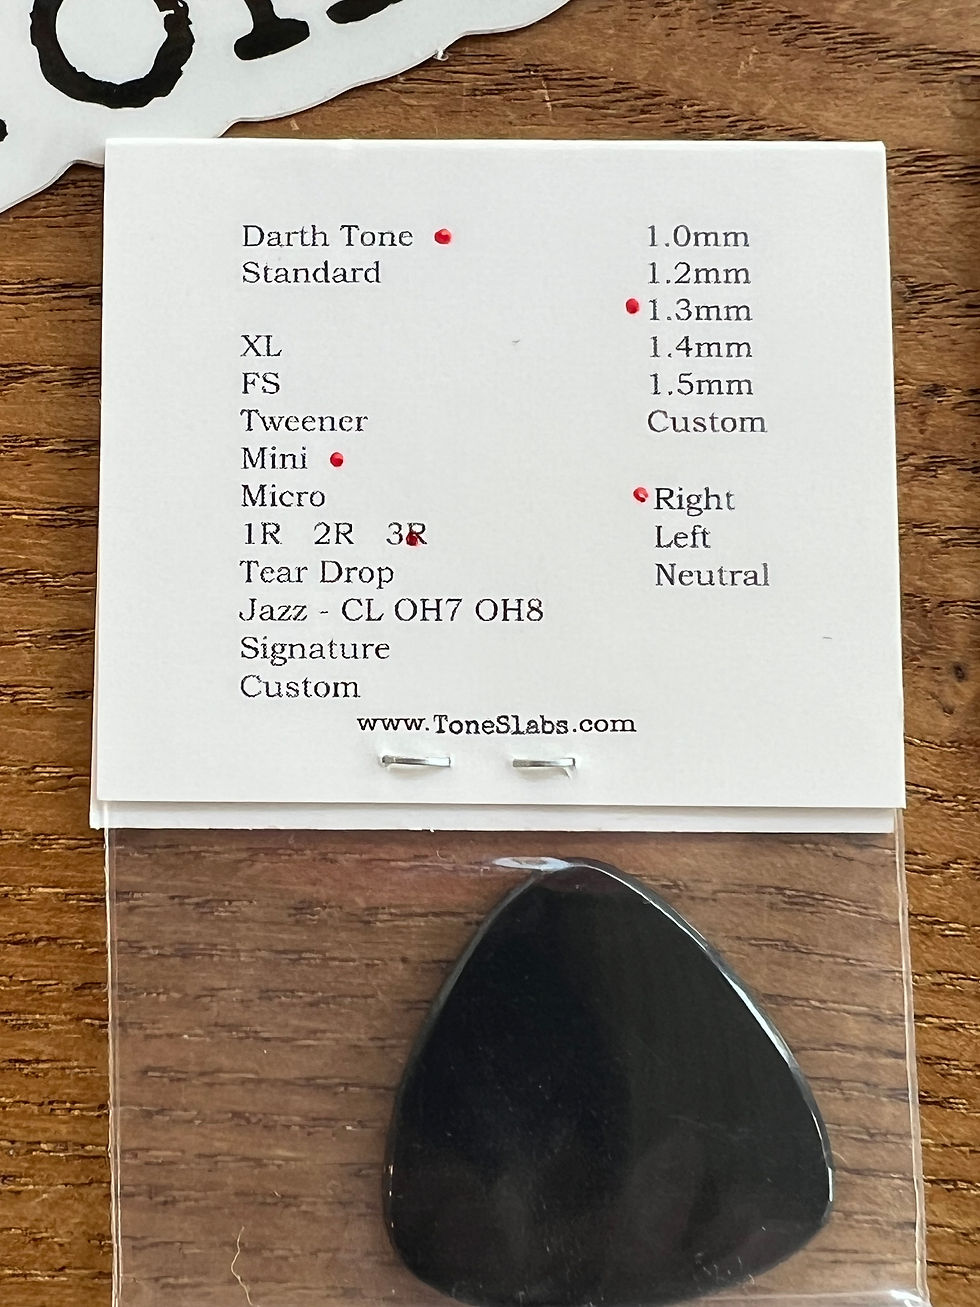 Darth Tone
Standard
XL
FS
Tweener
Mini
Micro
1R 2R 3R
Tear Drop
Jazz - CL OH7 OH8
Signature
Custom
1.0mm
1.2mm
1.3mm
1.4mm
1.5mm
Custom
Right
Left
Neutral
www.ToneSlabs.com